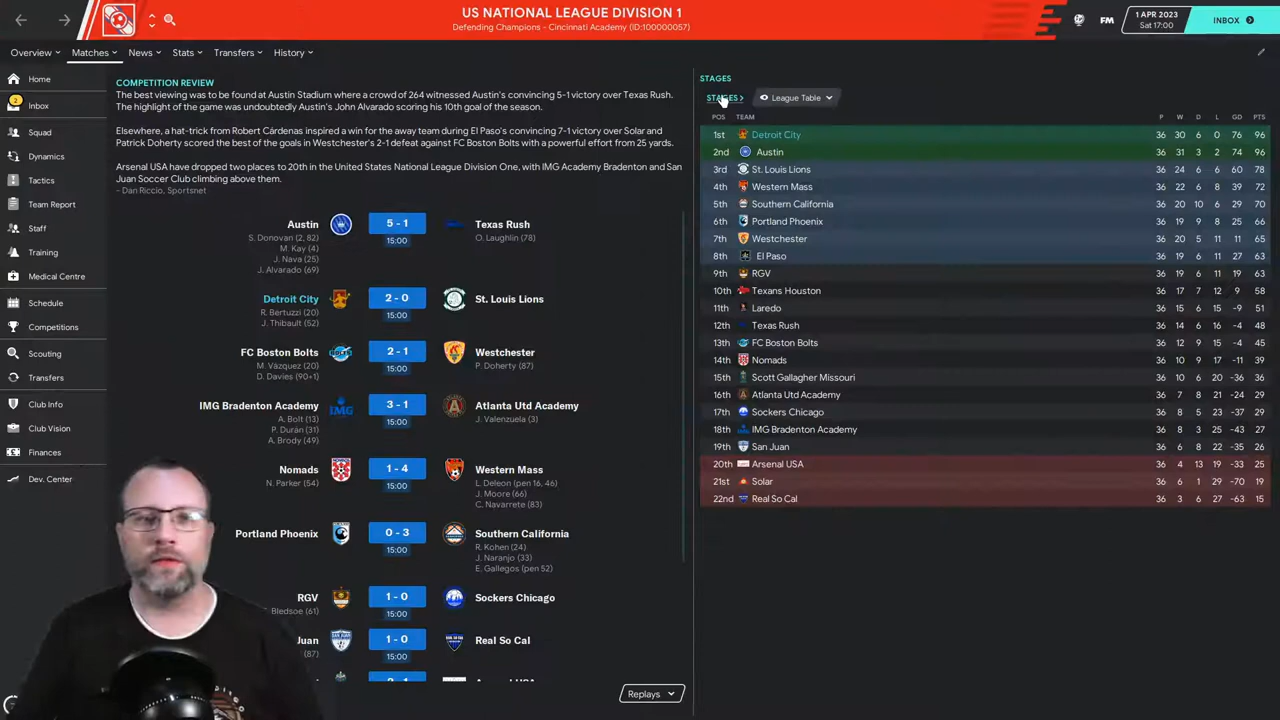 US NATIONAL LEAGUE DIVISION 1
Defending Champions - Cincinnati Academy (ID:100000057)
FM
1 APR 2023
Sat 17:00
INBOX
Overview
Matches
News
Stats
Transfers
History
Home
2
Inbox
Squad
Dynamics
Tactics
Team Report
Staff
Training
Medical Centre
Schedule
Competitions
Scouting
Transfers
Club Info
Club Vision
Finances
Dev. Center
COMPETITION REVIEW
The best viewing was to be found at Austin Stadium where a crowd of 264 witnessed Austin's convincing 5-1 victory over Texas Rush.
The highlight of the game was undoubtedly Austin's John Alvarado scoring his 10th goal of the season.
Elsewhere, a hat-trick from Robert Cárdenas inspired a win for the away team during El Paso's convincing 7-1 victory over Solar and
Patrick Doherty scored the best of the goals in Westchester's 2-1 defeat against FC Boston Bolts with a powerful effort from 25 yards.
Arsenal USA have dropped two places to 20th in the United States National League Division One, with IMG Academy Bradenton and San
Juan Soccer Club climbing above them.
- Dan Riccio, Sportsnet
Austin 5 - 1 Texas Rush
S. Donovan (2, 82) 15:00 O. Laughlin (78)
M. Kay (4)
J. Nava (25)
J. Alvarado (69)
Detroit City 2 - 0 St. Louis Lions
R. Bertuzzi (20) 15:00
J. Thibault (52)
FC Boston Bolts 2 - 1 Westchester
M. Vázquez (20) 15:00 P. Doherty (87)
D. Davies (90+1)
IMG Bradenton Academy 3 - 1 Atlanta Utd Academy
A. Bolt (13) 15:00 J. Valenzuela (3)
P. Durán (31)
A. Brody (49)
Nomads 1 - 4 Western Mass
N. Parker (54) 15:00 L. Deleon (pen 16, 46)
J. Moore (66)
C. Navarrete (83)
Portland Phoenix 0 - 3 Southern California
15:00 R. Kohen (24)
J. Naranjo (33)
E. Gallegos (pen 52)
RGV 1 - 0 Sockers Chicago
Bledsoe (61) 15:00
Juan 1 - 0 Real So Cal
(87) 15:00
Replays
STAGES
STAGES >
League Table
POS TEAM P W D L GD PTS
1st Detroit City 36 30 6 0 76 96
2nd Austin 36 31 3 2 74 96
3rd St. Louis Lions 36 24 6 6 60 78
4th Western Mass 36 22 6 8 39 72
5th Southern California 36 20 10 6 29 70
6th Portland Phoenix 36 19 9 8 25 66
7th Westchester 36 20 5 11 11 65
8th El Paso 36 19 6 11 27 63
9th RGV 36 19 6 11 19 63
10th Texans Houston 36 17 7 12 9 58
11th Laredo 36 15 6 15 -9 51
12th Texas Rush 36 14 6 16 -4 48
13th FC Boston Bolts 36 12 9 15 -4 45
14th Nomads 36 10 9 17 -11 39
15th Scott Gallagher Missouri 36 10 6 20 -36 36
16th Atlanta Utd Academy 36 7 8 21 -24 29
17th Sockers Chicago 36 8 5 23 -37 29
18th IMG Bradenton Academy 36 8 3 25 -43 27
19th San Juan 36 6 8 22 -35 26
20th Arsenal USA 36 4 13 19 -33 25
21st Solar 36 6 1 29 -70 19
22nd Real So Cal 36 3 6 27 -63 15